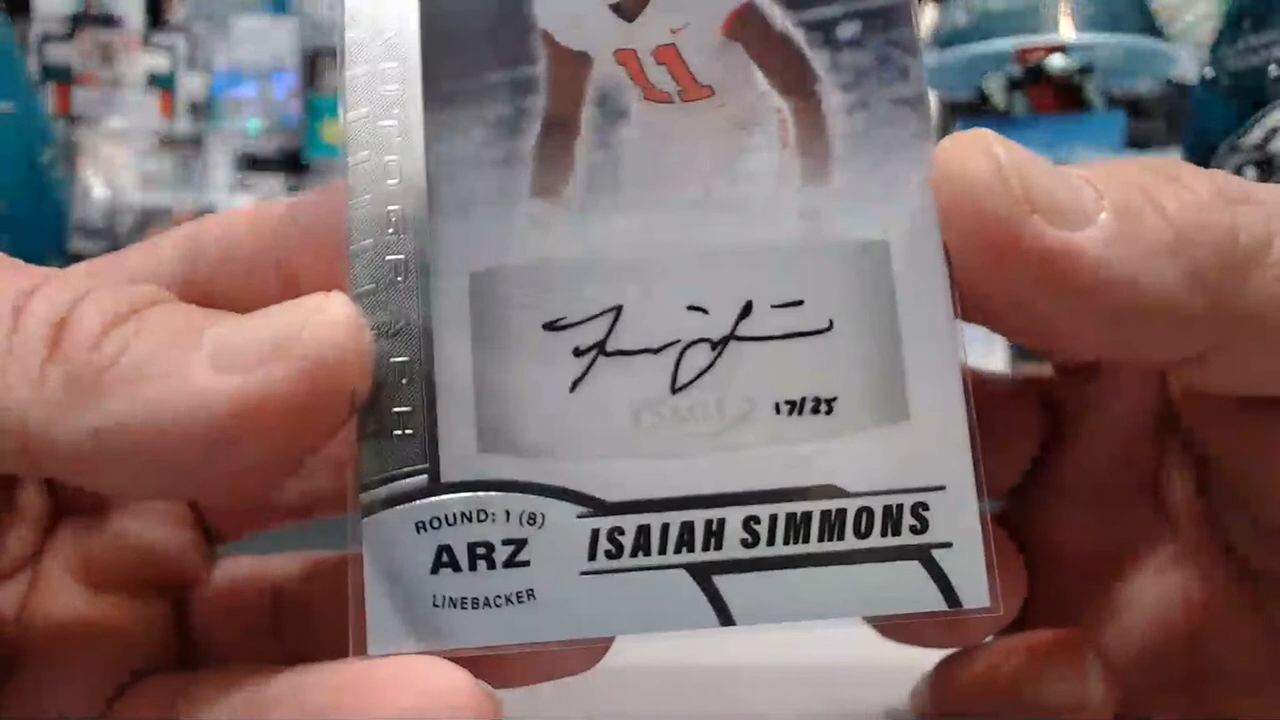 AUTOGRAPH
11
17/25
ROUND: 1 (8)
ARZ
LINEBACKER
ISAIAH SIMMONS